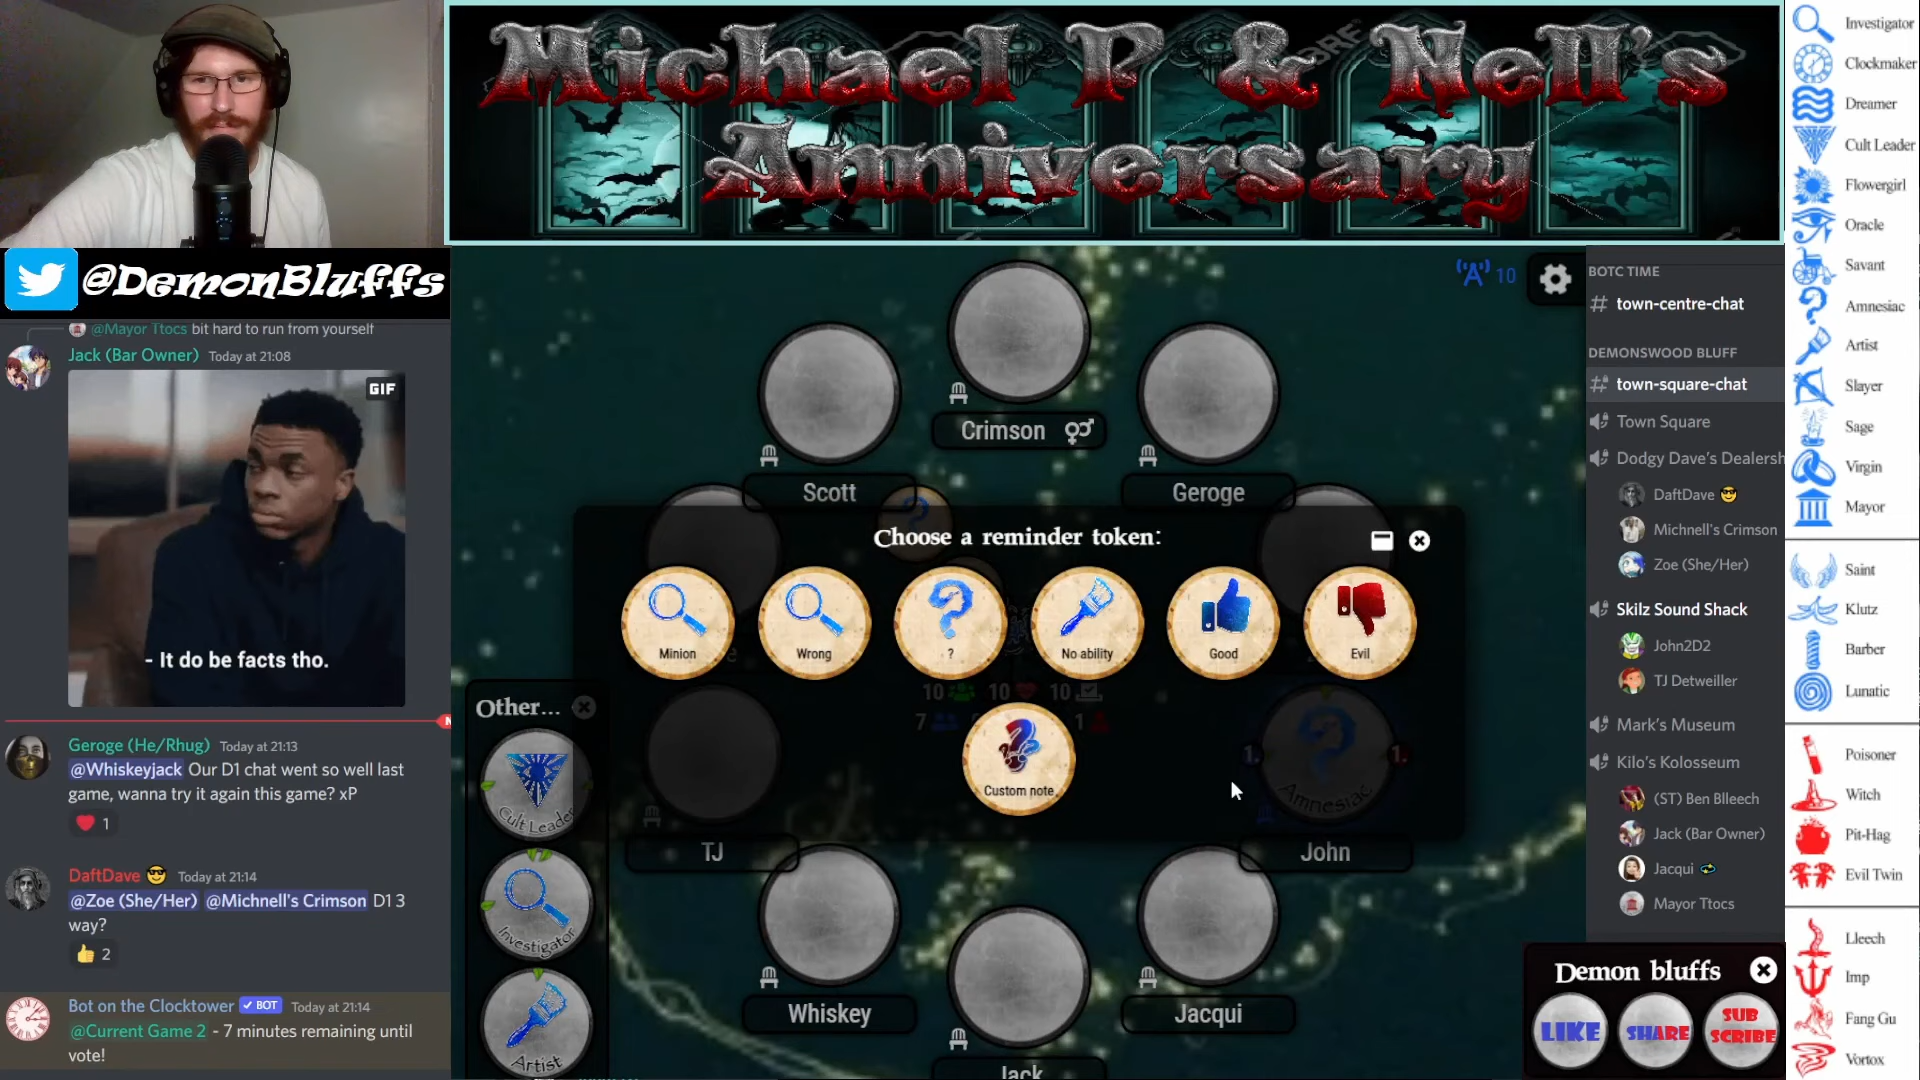 Michael P & Nell's
Anniversary
@DemonBluffs
@Mayor Ttocs bit hard to run from yourself
Jack (Bar Owner) Today at 21:08
GIF
- It do be facts tho.
Geroge (He/Rhug) Today at 21:13
@Whiskeyjack Our D1 chat went so well last
game, wanna try it again this game? xP
1
DaftDave Today at 21:14
@Zoe (She/Her) @Michnell's Crimson D1 3
way?
2
Bot on the Clocktower BOT Today at 21:14
@Current Game 2 - 7 minutes remaining until
vote!
10
Crimson
Scott
Geroge
Choose a reminder token:
Minion
Wrong
?
No ability
Good
Evil
Custom note
10 10 10
7
1
Other...
Cult Leader
Investigator
Artist
Amnesiac
1.
1.
TJ
John
Whiskey
Jacqui
Jack
BOTC TIME
# town-centre-chat
DEMONSWOOD BLUFF
town-square-chat
Town Square
Dodgy Dave's Dealersh
DaftDave
Michnell's Crimson
Zoe (She/Her)
Skilz Sound Shack
John2D2
TJ Detweiller
Mark's Museum
Kilo's Kolosseum
(ST) Ben Blleech
Jack (Bar Owner)
Jacqui
Mayor Ttocs
Demon bluffs
LIKE
SHARE
SUB
SCRIBE
Investigator
Clockmaker
Dreamer
Cult Leader
Flowergirl
Oracle
Savant
Amnesiac
Artist
Slayer
Sage
Virgin
Mayor
Saint
Klutz
Barber
Lunatic
Poisoner
Witch
Pit-Hag
Evil Twin
Lleech
Imp
Fang Gu
Vortox